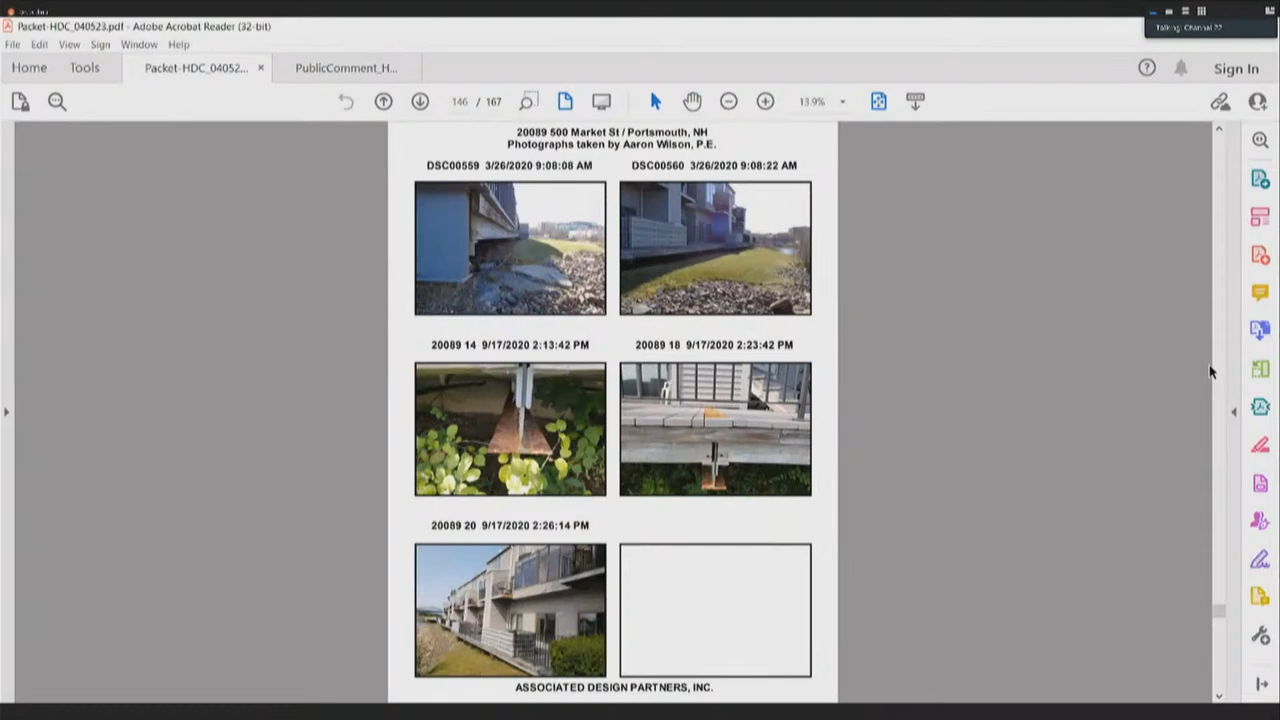 Packet-HDC_040523.pdf - Adobe Acrobat Reader (32-bit)
Talking: Channel 22
File Edit View Sign Window Help
Home Tools Packet-HDC_04052... × PublicComment_H... Sign In
146 / 167 13.9%
20089 500 Market St / Portsmouth, NH
Photographs taken by Aaron Wilson, P.E.
DSC00559 3/26/2020 9:08:08 AM DSC00560 3/26/2020 9:08:22 AM
20089 14 9/17/2020 2:13:42 PM 20089 18 9/17/2020 2:23:42 PM
20089 20 9/17/2020 2:26:14 PM
ASSOCIATED DESIGN PARTNERS, INC.